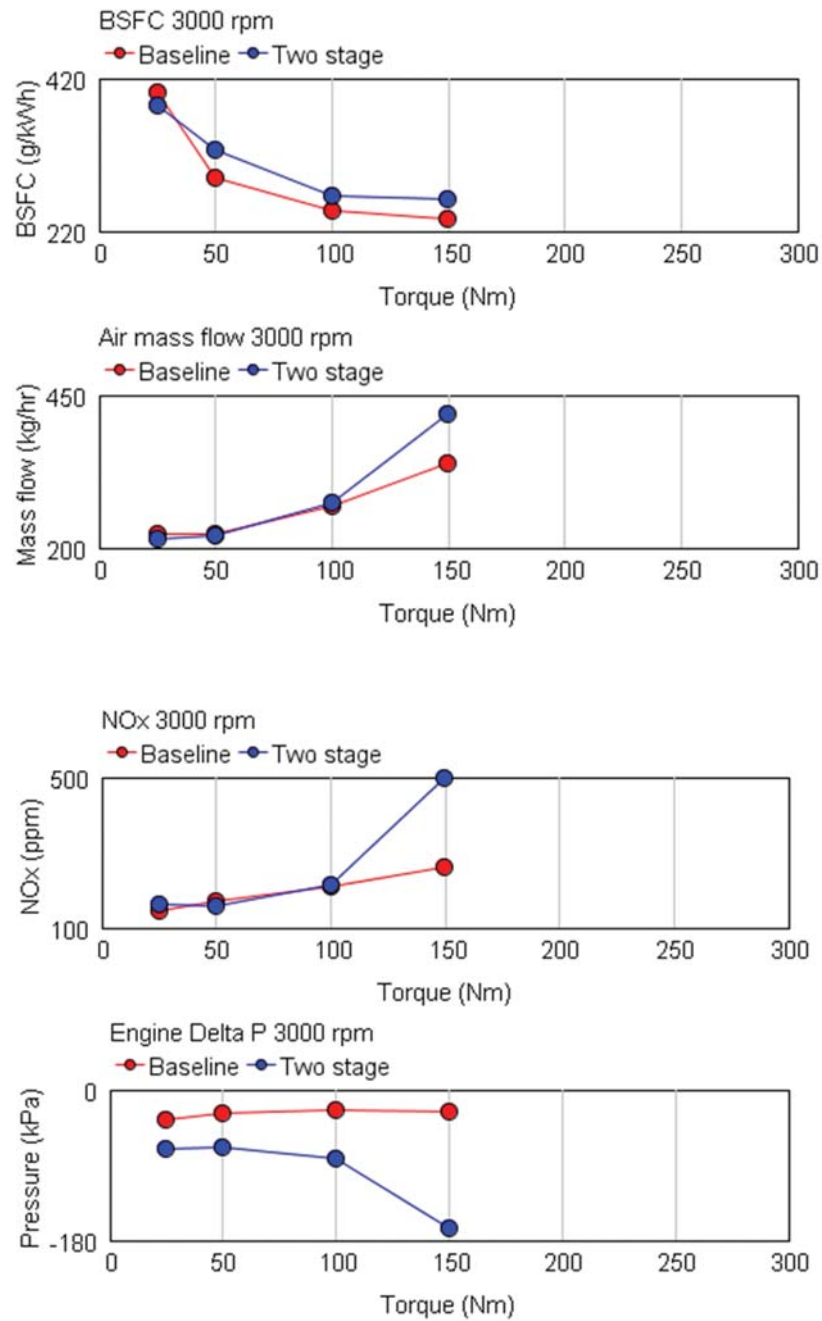 BSFC 3000 rpm
Baseline Two stage
420
BSFC (g/kWh)
220
0 50 100 150 200 250 300
Torque (Nm)
Air mass flow 3000 rpm
Baseline Two stage
450
Mass flow (kg/hr)
200
0 50 100 150 200 250 300
Torque (Nm)
NOx 3000 rpm
Baseline Two stage
500
NOx (ppm)
100
0 50 100 150 200 250 300
Torque (Nm)
Engine Delta P 3000 rpm
Baseline Two stage
0
Pressure (kPa)
-180
0 50 100 150 200 250 300
Torque (Nm)